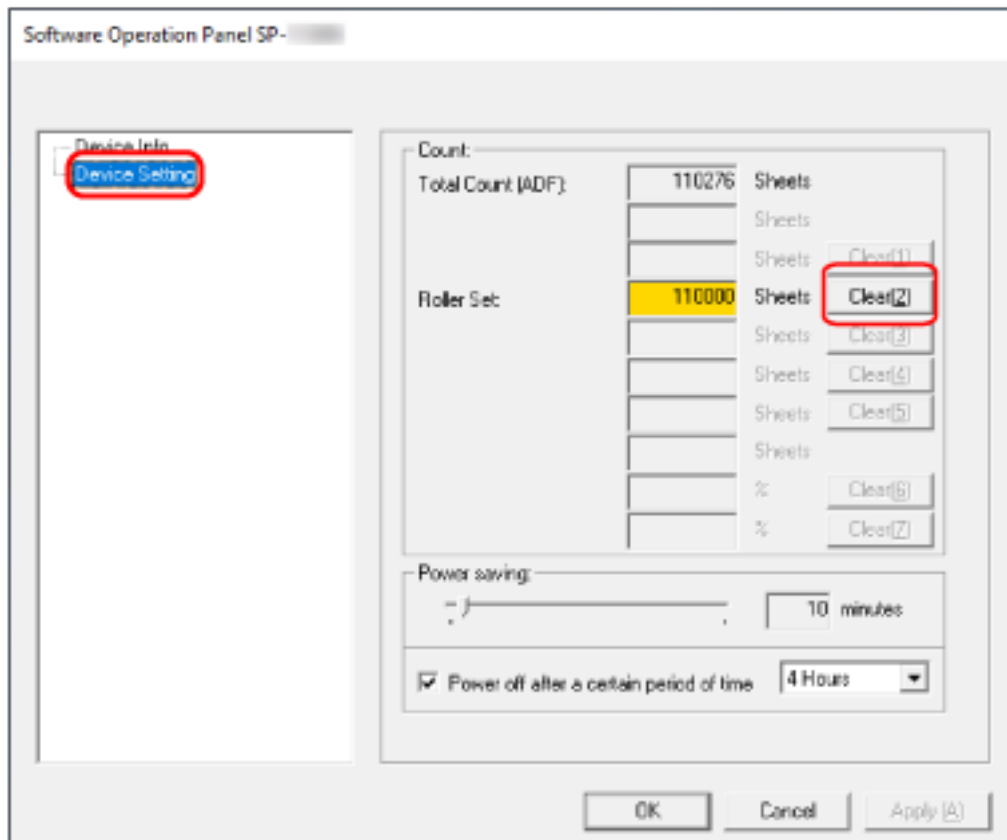 Software Operation Panel SP-
Device Info
Device Setting
Count:
Total Count (ADF): 110276 Sheets
Sheets
Sheets Clear(1)
Roller Set: 110000 Sheets Clear(2)
Sheets Clear(3)
Sheets Clear(4)
Sheets Clear(5)
Sheets
% Clear(6)
% Clear(7)
Power saving:
10 minutes
Power off after a certain period of time 4 Hours
OK Cancel Apply (A)